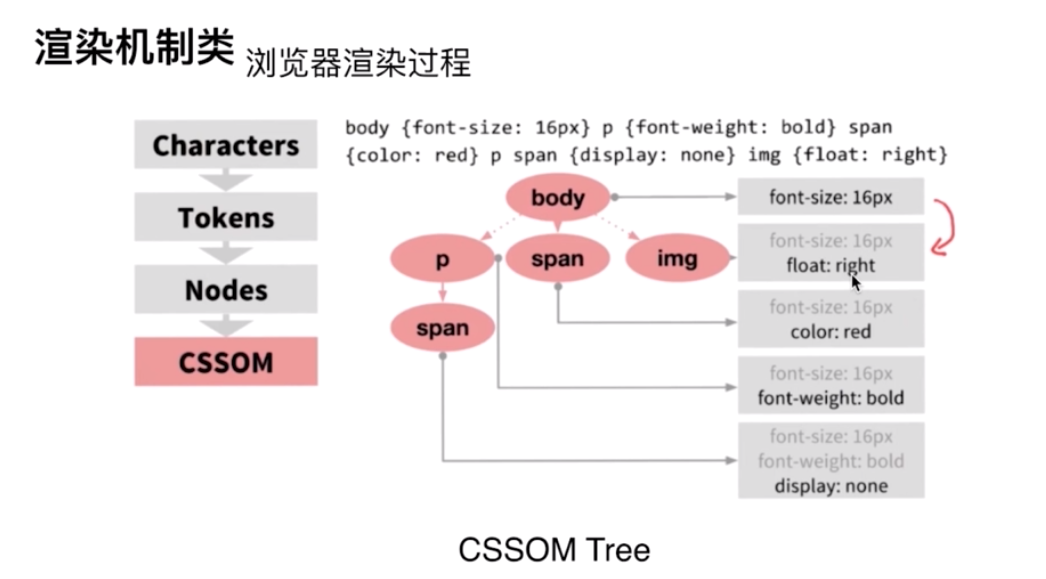 渲染机制类 浏览器渲染过程
Characters
Tokens
Nodes
CSSOM
body {font-size: 16px} p {font-weight: bold} span
{color: red} p span {display: none} img {float: right}
body
p
span
img
span
font-size: 16px
font-size: 16px
float: right
font-size: 16px
color: red
font-size: 16px
font-weight: bold
font-size: 16px
font-weight: bold
display: none
CSSOM Tree